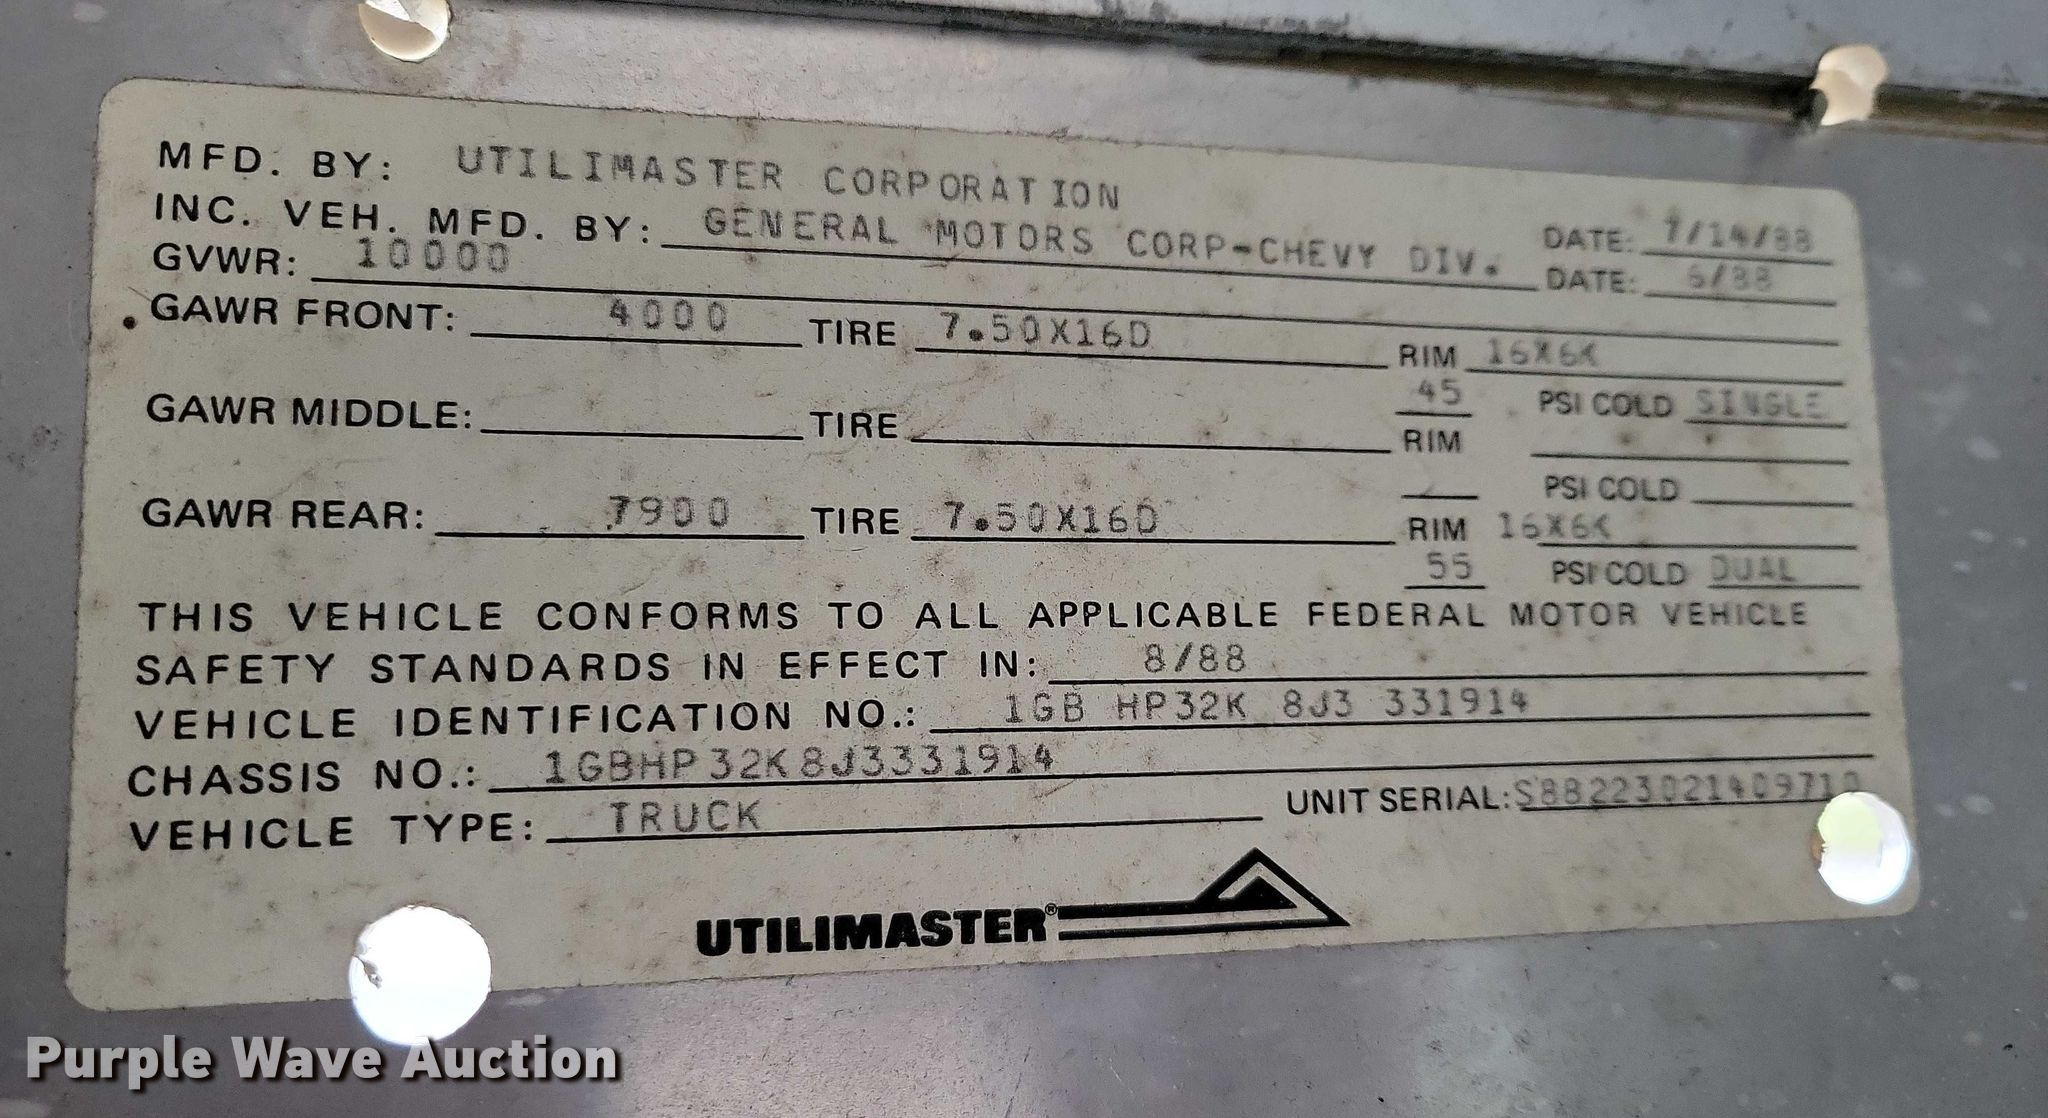 MFD. BY: UTILIMASTER CORPORATION DATE: 7/14/88
INC. VEH. MFD. BY: GENERAL MOTORS CORP-CHEVY DIV. DATE: 6/88
GVWR: 10000
GAWR FRONT: 4000 TIRE 7.50X16D RIM 16X6K
45 PSI COLD SINGLE
GAWR MIDDLE: TIRE RIM
PSI COLD
GAWR REAR: 7900 TIRE 7.50X16D RIM 16X6K
55 PSI COLD DUAL
THIS VEHICLE CONFORMS TO ALL APPLICABLE FEDERAL MOTOR VEHICLE
SAFETY STANDARDS IN EFFECT IN: 8/88
VEHICLE IDENTIFICATION NO.: 1GB HP32K 8J3 331914
CHASSIS NO.: 1GBHP32K8J3331914
VEHICLE TYPE: TRUCK UNIT SERIAL:
UTILIMASTER®
Purple Wave Auction